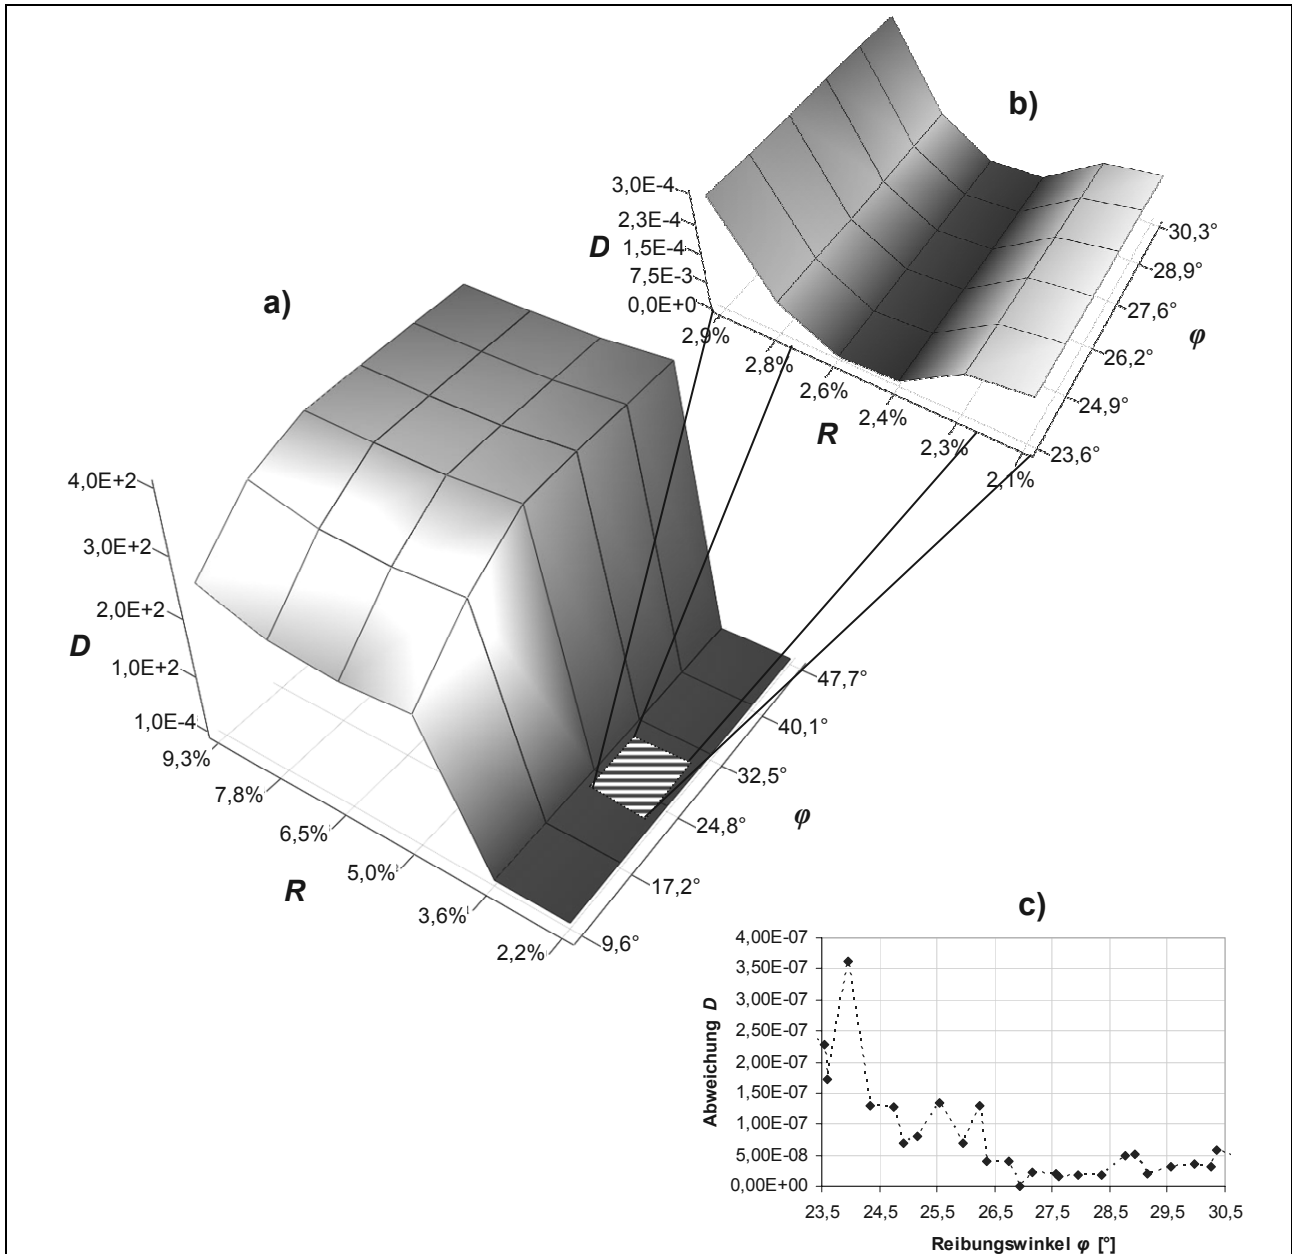 b)
3,0E-4
2,3E-4
D
1,5E-4
7,5E-3
0,0E+0
2,9%
2,8%
2,6%
2,4%
2,3%
2,1%
R
30,3°
28,9°
27,6°
26,2°
24,9°
23,6°
φ
a)
4,0E+2
3,0E+2
2,0E+2
D
1,0E+2
1,0E-4
9,3%
7,8%
6,5%
5,0%
3,6%
2,2%
R
47,7°
40,1°
32,5°
24,8°
17,2°
9,6°
φ
c)
4,00E-07
3,50E-07
3,00E-07
2,50E-07
2,00E-07
1,50E-07
1,00E-07
5,00E-08
0,00E+00
Abweichung D
23,5 24,5 25,5 26,5 27,5 28,5 29,5 30,5
Reibungswinkel φ [°]